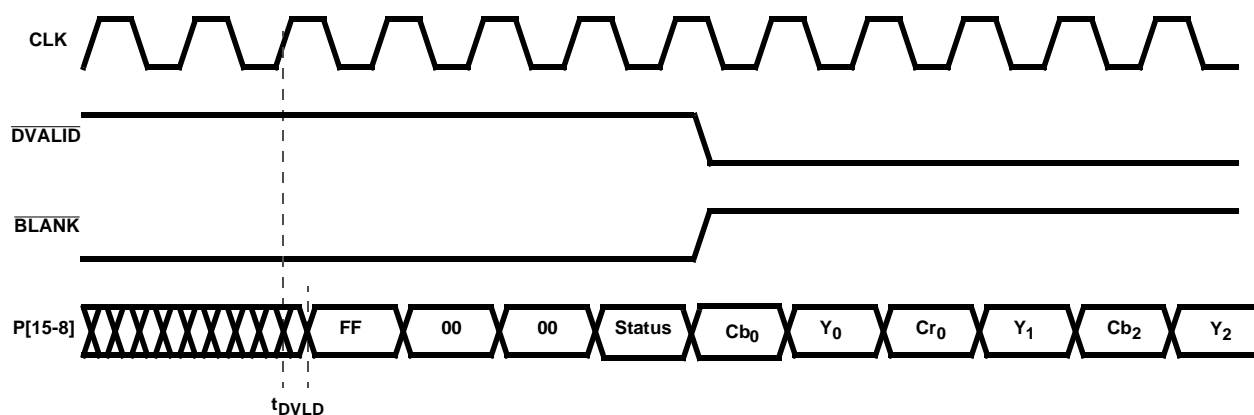 CLK
DVALID
BLANK
P[15-8] FF 00 00 Status Cb0 Y0 Cr0 Y1 Cb2 Y2
tDVLD